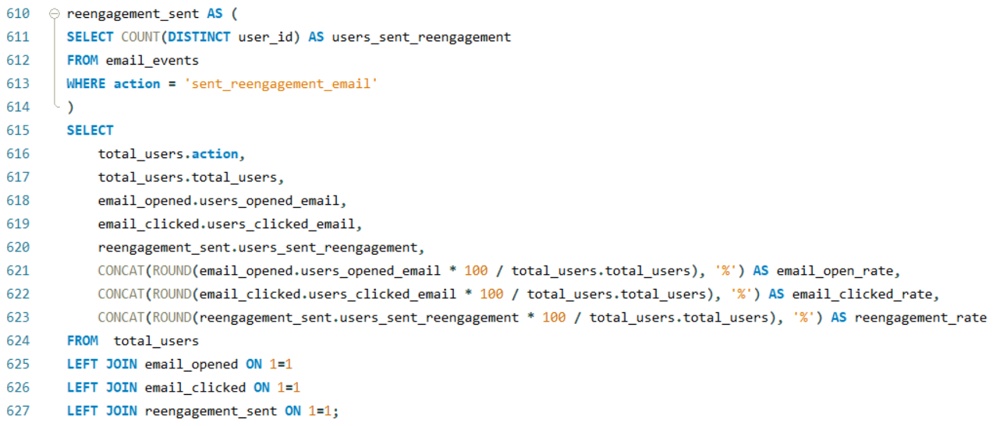 610 reengagement_sent AS (
611 SELECT COUNT(DISTINCT user_id) AS users_sent_reengagement
612 FROM email_events
613 WHERE action = 'sent_reengagement_email'
614 )
615 SELECT
616 total_users.action,
617 total_users.total_users,
618 email_opened.users_opened_email,
619 email_clicked.users_clicked_email,
620 reengagement_sent.users_sent_reengagement,
621 CONCAT(ROUND(email_opened.users_opened_email * 100 / total_users.total_users), '%') AS email_open_rate,
622 CONCAT(ROUND(email_clicked.users_clicked_email * 100 / total_users.total_users), '%') AS email_clicked_rate,
623 CONCAT(ROUND(reengagement_sent.users_sent_reengagement * 100 / total_users.total_users), '%') AS reengagement_rate
624 FROM total_users
625 LEFT JOIN email_opened ON 1=1
626 LEFT JOIN email_clicked ON 1=1
627 LEFT JOIN reengagement_sent ON 1=1;